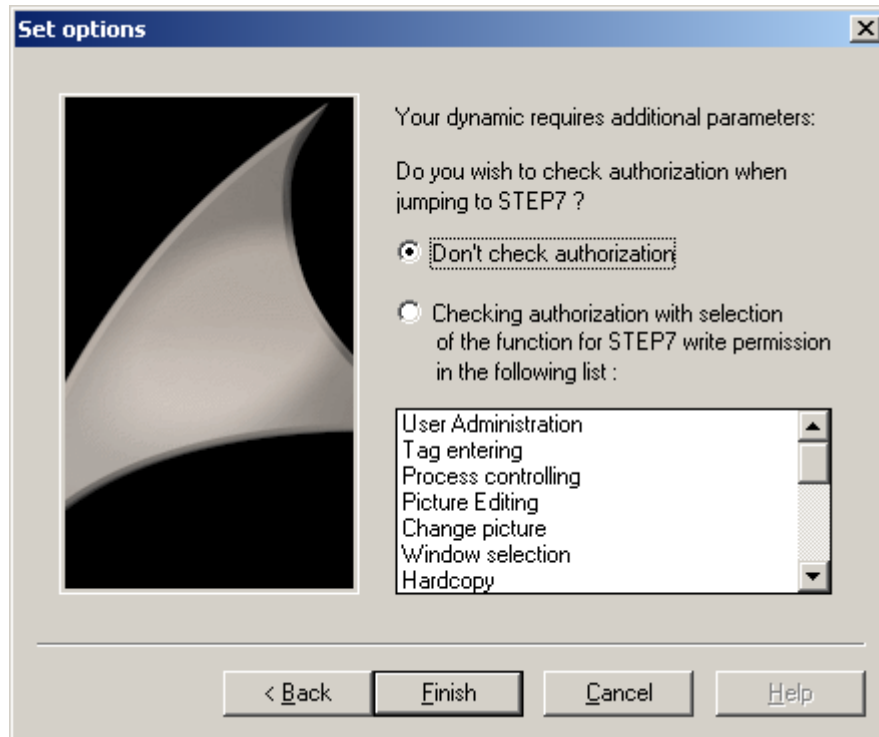 Set options
Your dynamic requires additional parameters:
Do you wish to check authorization when
jumping to STEP7 ?
Don't check authorization
Checking authorization with selection
of the function for STEP7 write permission
in the following list :
User Administration
Tag entering
Process controlling
Picture Editing
Change picture
Window selection
Hardcopy
< Back
Finish
Cancel
Help